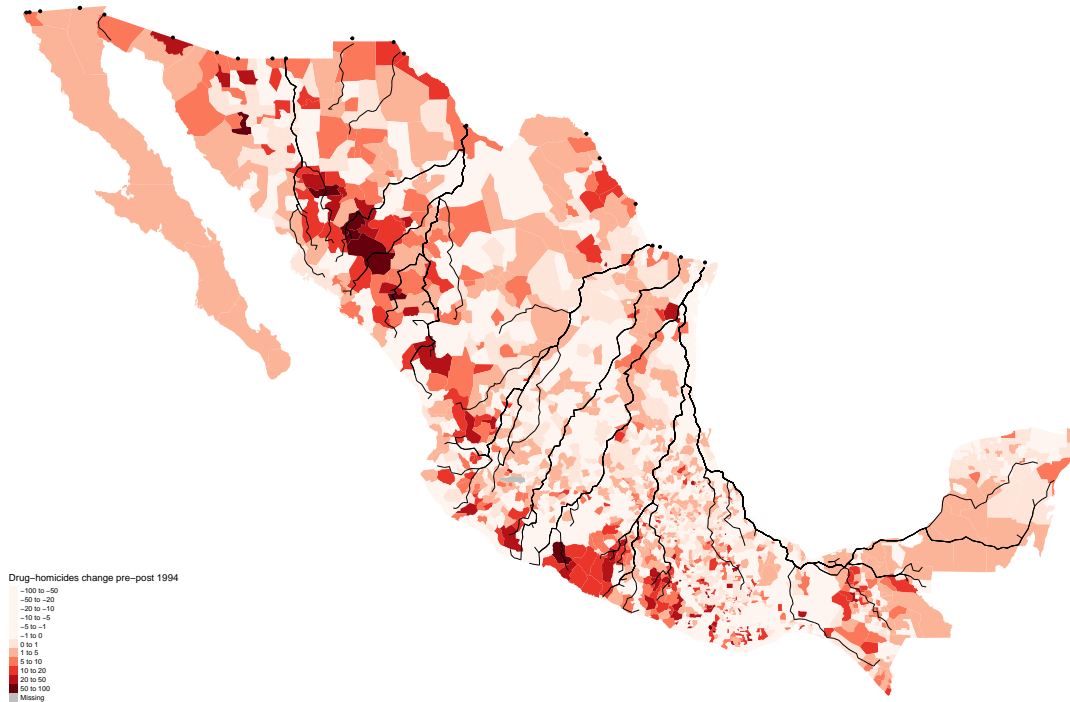 Drug−homicides change pre−post 1994
−100 to −50
−50 to −20
−20 to −10
−10 to −5
−5 to −1
−1 to 0
0 to 1
1 to 5
5 to 10
10 to 20
20 to 50
50 to 100
Missing